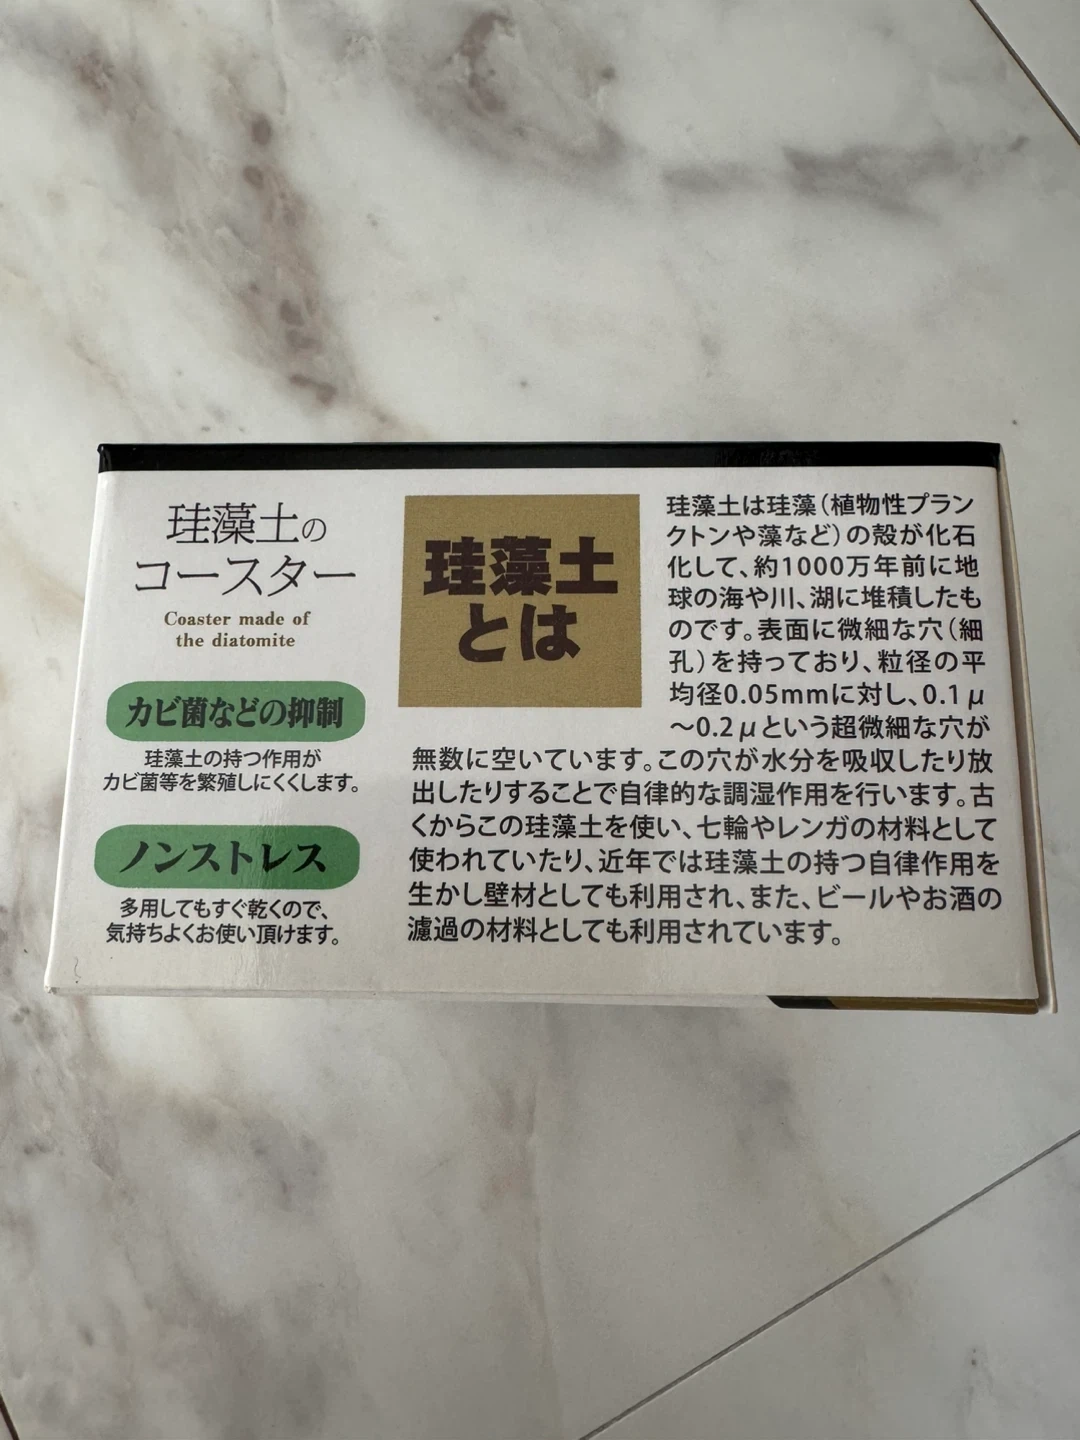 珪藻土の
コースター
Coaster made of
the diatomite
カビ菌などの抑制
珪藻土の持つ作用が
カビ菌等を繁殖しにくくします。
ノンストレス
多用してもすぐ乾くので、
気持ちよくお使い頂けます。
珪藻土
とは
珪藻土は珪藻（植物性プラン
クトンや藻など）の殻が化石
化して、約1000万年前に地
球の海や川、湖に堆積したも
のです。表面に微細な穴（細
孔）を持っており、粒径の平
均径0.05mmに対し、0.1μ
～0.2μという超微細な穴が
無数に空いています。この穴が水分を吸収したり放
出したりすることで自律的な調湿作用を行います。古
くからこの珪藻土を使い、七輪やレンガの材料として
使われていたり、近年では珪藻土の持つ自律作用を
生かし壁材としても利用され、また、ビールやお酒の
濾過の材料としても利用されています。